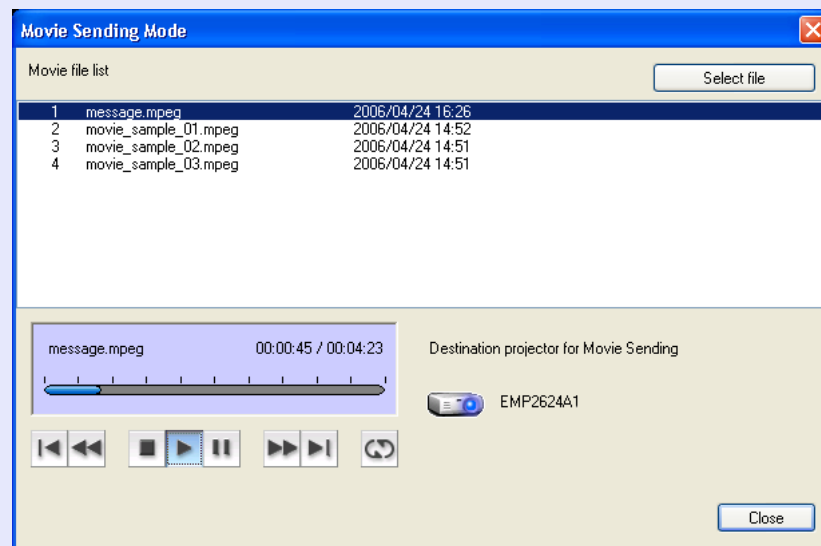 Movie Sending Mode
Movie file list
Select file
1 message.mpeg 2006/04/24 16:26
2 movie_sample_01.mpeg 2006/04/24 14:52
3 movie_sample_02.mpeg 2006/04/24 14:51
4 movie_sample_03.mpeg 2006/04/24 14:51
message.mpeg 00:00:45 / 00:04:23
Destination projector for Movie Sending
EMP2624A1
Close